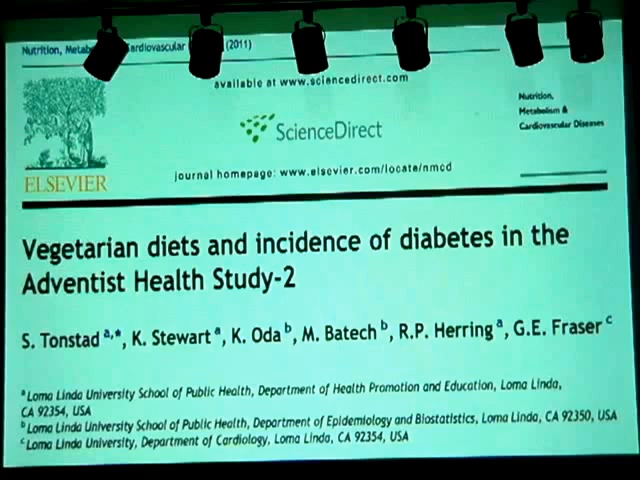 Nutrition, Metab ardiovascular (2011)
available at www.sciencedirect.com
Nutrition,
Metabolism &
Cardiovascular Diseases
ScienceDirect
journal homepage: www.elsevier.com/locate/nmcd
ELSEVIER
Vegetarian diets and incidence of diabetes in the
Adventist Health Study-2
S. Tonstad a,*, K. Stewart a, K. Oda b, M. Batech b, R.P. Herring a, G.E. Fraser c
a Loma Linda University School of Public Health, Department of Health Promotion and Education, Loma Linda,
CA 92354, USA
b Loma Linda University School of Public Health, Department of Epidemiology and Biostatistics, Loma Linda, CA 92350, USA
c Loma Linda University, Department of Cardiology, Loma Linda, CA 92354, USA